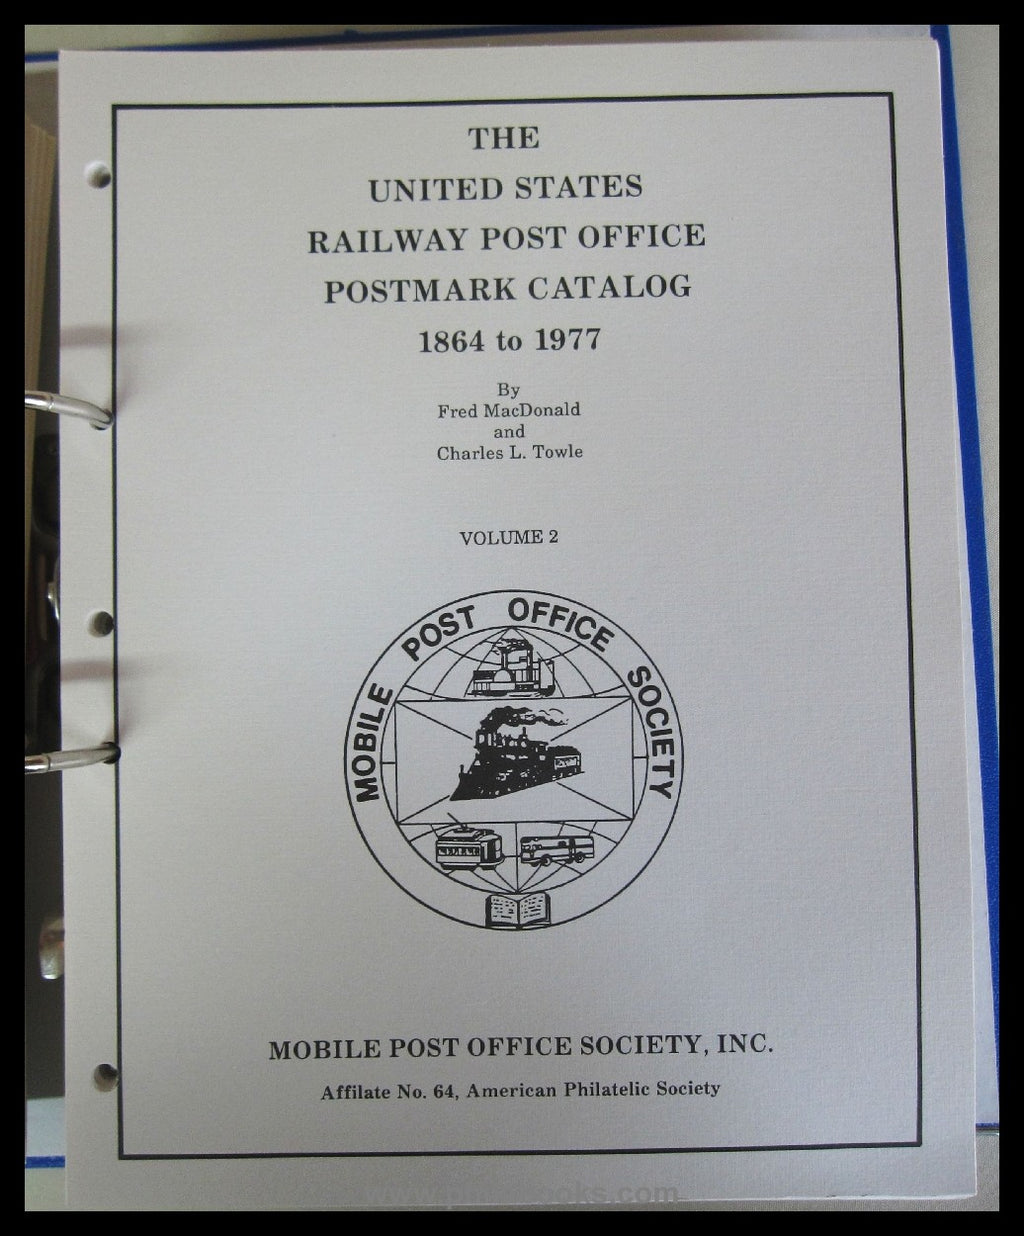 THE
UNITED STATES
RAILWAY POST OFFICE
POSTMARK CATALOG
1864 to 1977
By
Fred MacDonald
and
Charles L. Towle
VOLUME 2
MOBILE POST OFFICE SOCIETY
MOBILE POST OFFICE SOCIETY, INC.
Affilate No. 64, American Philatelic Society